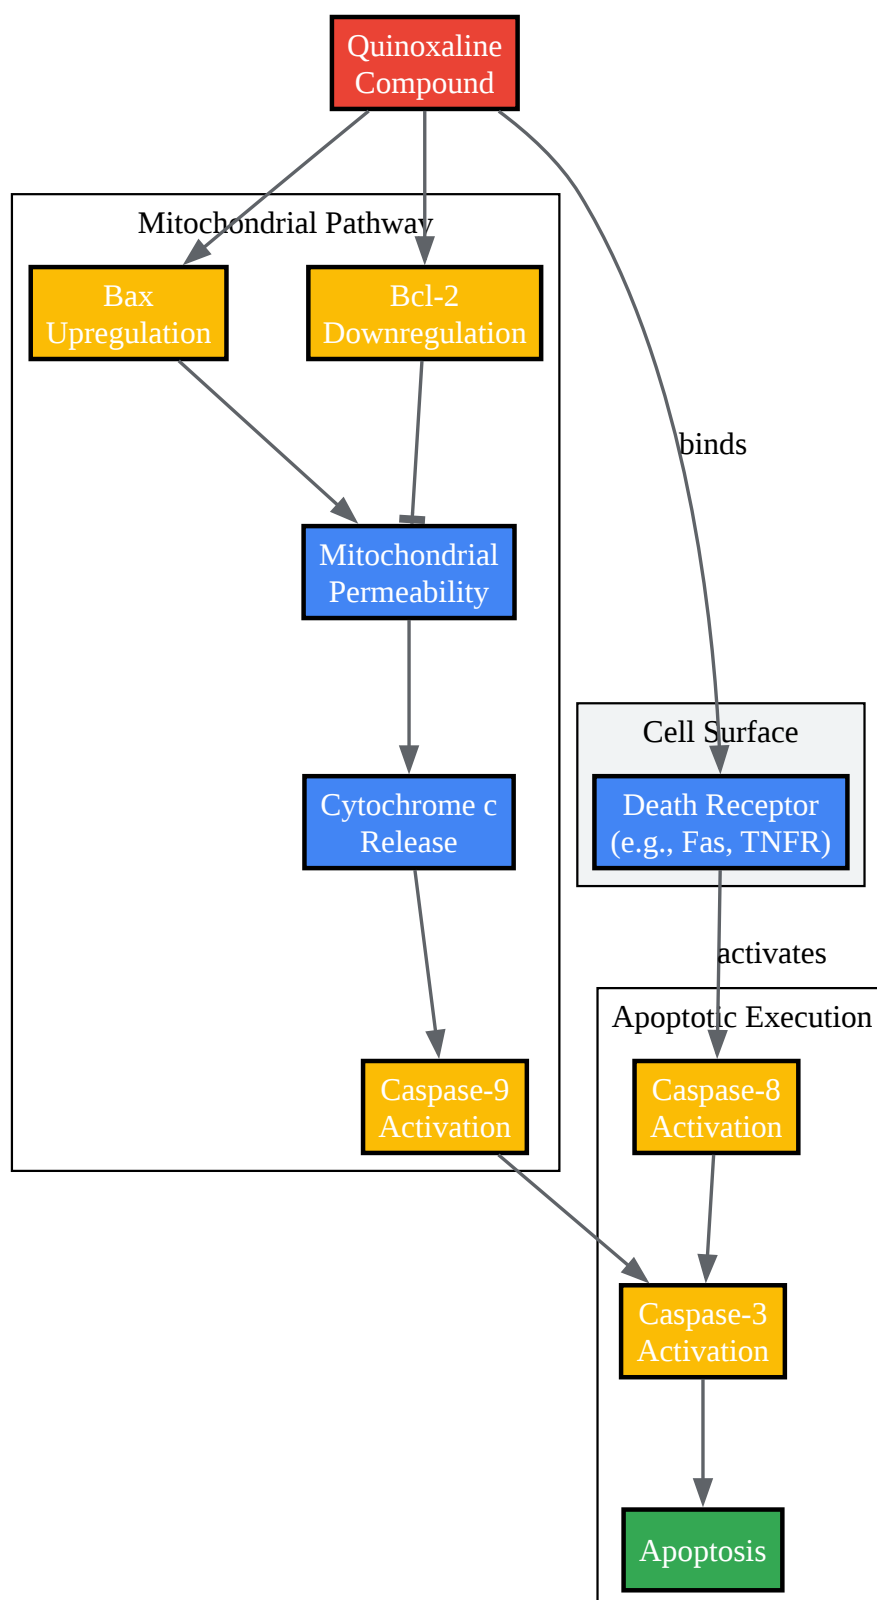 Quinoxaline
Compound
Mitochondrial Pathway
Bax
Upregulation
Bcl-2
Downregulation
binds
Mitochondrial
Permeability
Cell Surface
Cytochrome c
Release
Death Receptor
(e.g., Fas, TNFR)
activates
Apoptotic Execution
Caspase-9
Activation
Caspase-8
Activation
Caspase-3
Activation
Apoptosis